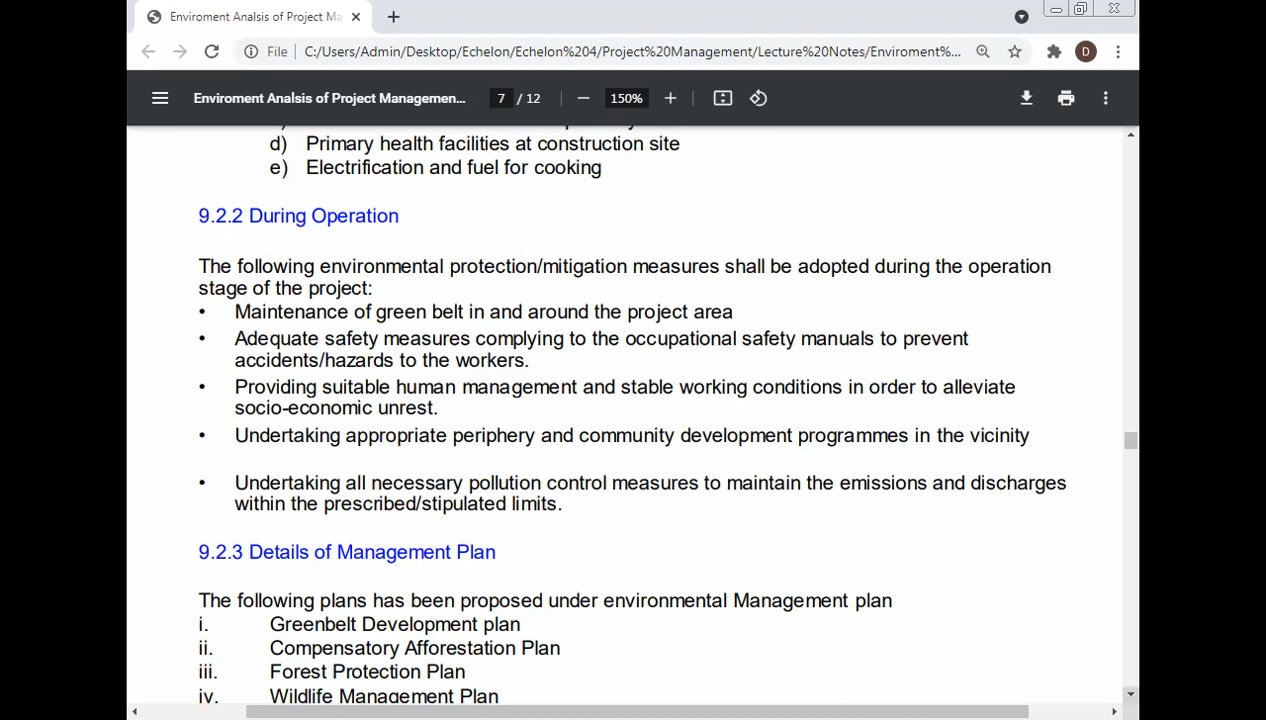 Enviroment Analsis of Project Ma
File C:/Users/Admin/Desktop/Echelon/Echelon%204/Project%20Management/Lecture%20Notes/Enviroment%... D
Enviroment Analsis of Project Managemen... 7 / 12 150%
d) Primary health facilities at construction site
e) Electrification and fuel for cooking
9.2.2 During Operation
The following environmental protection/mitigation measures shall be adopted during the operation
stage of the project:
• Maintenance of green belt in and around the project area
• Adequate safety measures complying to the occupational safety manuals to prevent
accidents/hazards to the workers.
• Providing suitable human management and stable working conditions in order to alleviate
socio-economic unrest.
• Undertaking appropriate periphery and community development programmes in the vicinity
• Undertaking all necessary pollution control measures to maintain the emissions and discharges
within the prescribed/stipulated limits.
9.2.3 Details of Management Plan
The following plans has been proposed under environmental Management plan
i. Greenbelt Development plan
ii. Compensatory Afforestation Plan
iii. Forest Protection Plan
iv. Wildlife Management Plan